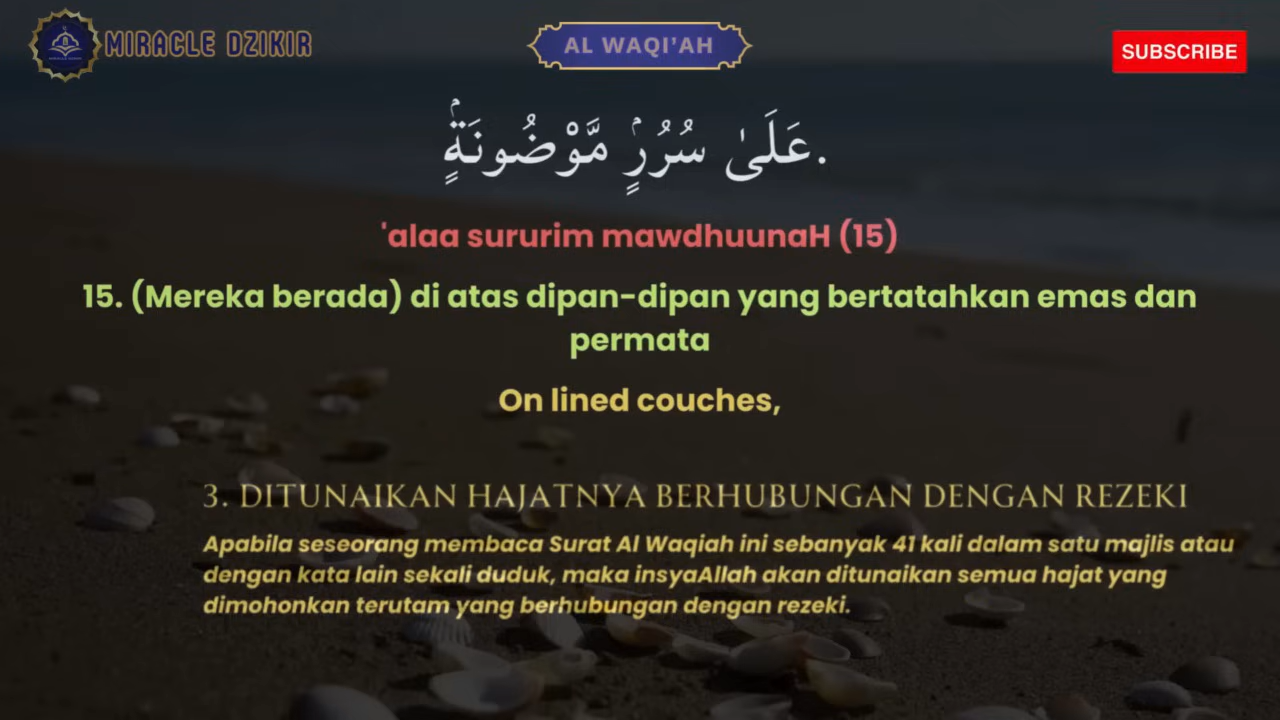 MIRACLE DZIKIR
AL WAQI'AH
SUBSCRIBE
عَلَىٰ سُرُرٍۢ مَّوْضُونَةٍۢ.
'alaa sururim mawdhuunaH (15)
15. (Mereka berada) di atas dipan-dipan yang bertatahkan emas dan
permata
On lined couches,
3. DITUNAIKAN HAJATNYA BERHUBUNGAN DENGAN REZEKI
Apabila seseorang membaca Surat Al Waqiah ini sebanyak 41 kali dalam satu majlis atau
dengan kata lain sekali duduk, maka insyaAllah akan ditunaikan semua hajat yang
dimohonkan terutam yang berhubungan dengan rezeki.